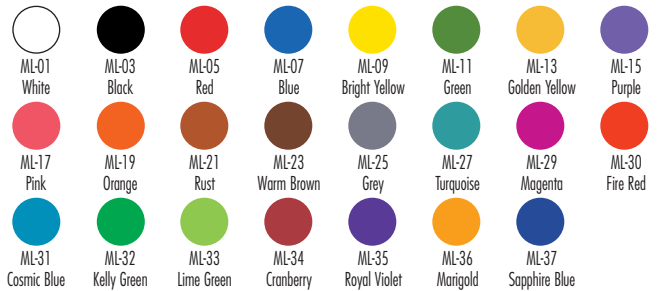 ML-01 ML-03 ML-05 ML-07 ML-09 ML-11 ML-13 ML-15
White Black Red Blue Bright Yellow Green Golden Yellow Purple
ML-17 ML-19 ML-21 ML-23 ML-25 ML-27 ML-29 ML-30
Pink Orange Rust Warm Brown Grey Turquoise Magenta Fire Red
ML-31 ML-32 ML-33 ML-34 ML-35 ML-36 ML-37
Cosmic Blue Kelly Green Lime Green Cranberry Royal Violet Marigold Sapphire Blue